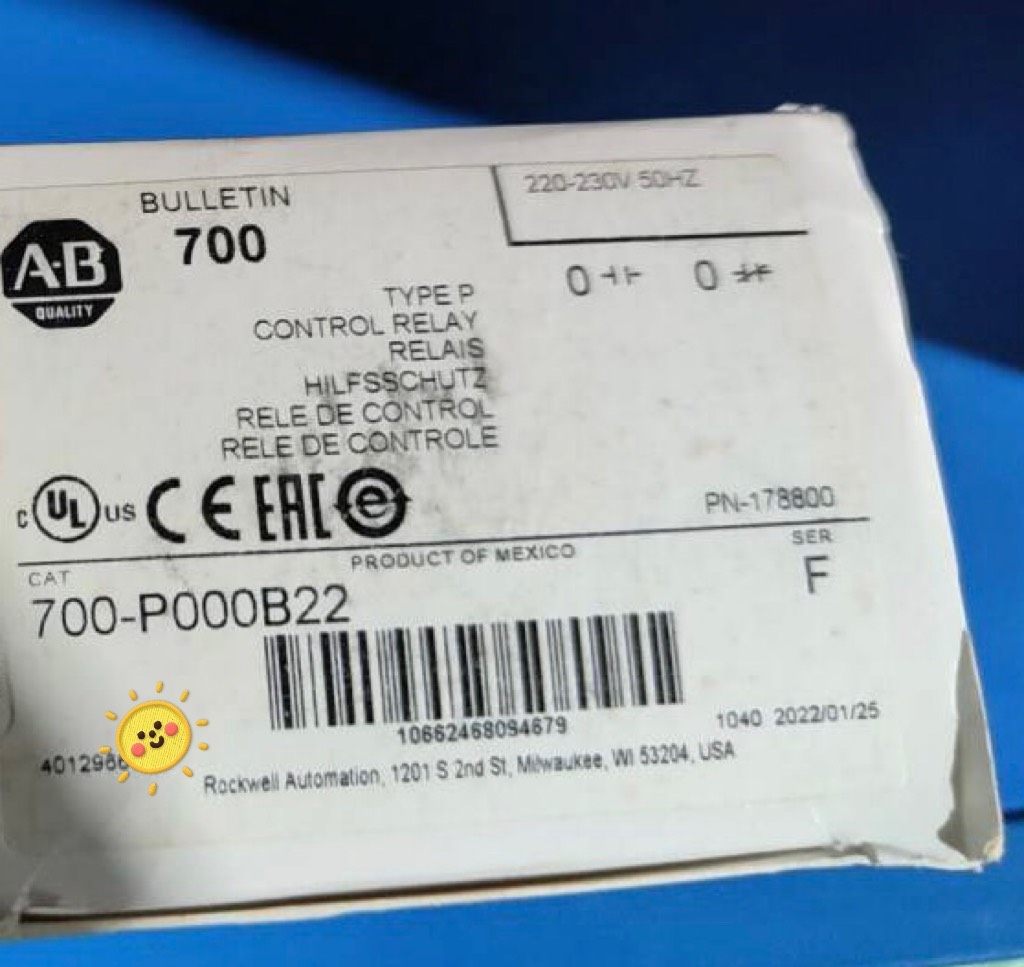 BULLETIN
700
A-B
QUALITY
220-230V 50HZ
0 0
TYPE P
CONTROL RELAY
RELAIS
HILFSSCHUTZ
RELE DE CONTROL
RELE DE CONTROLE
C UL US CE EAC e
PN-178800
PRODUCT OF MEXICO
CAT
700-P000B22
SER
F
10662468094679
1040 2022/01/25
Rockwell Automation, 1201 S 2nd St, Milwaukee, WI 53204, USA